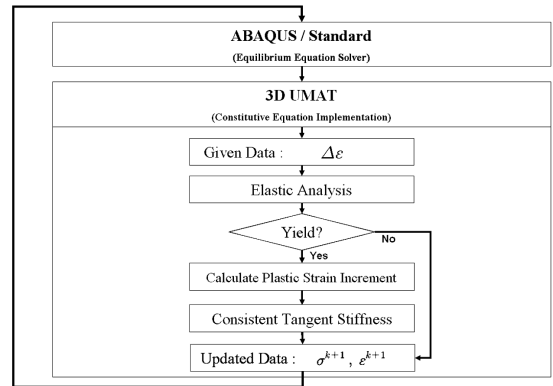 ABAQUS / Standard
(Equilibrium Equation Solver)
3D UMAT
(Constitutive Equation Implementation)
Given Data : Δε
Elastic Analysis
Yield?
No
Yes
Calculate Plastic Strain Increment
Consistent Tangent Stiffness
Updated Data : σ^{k+1} , ε^{k+1}